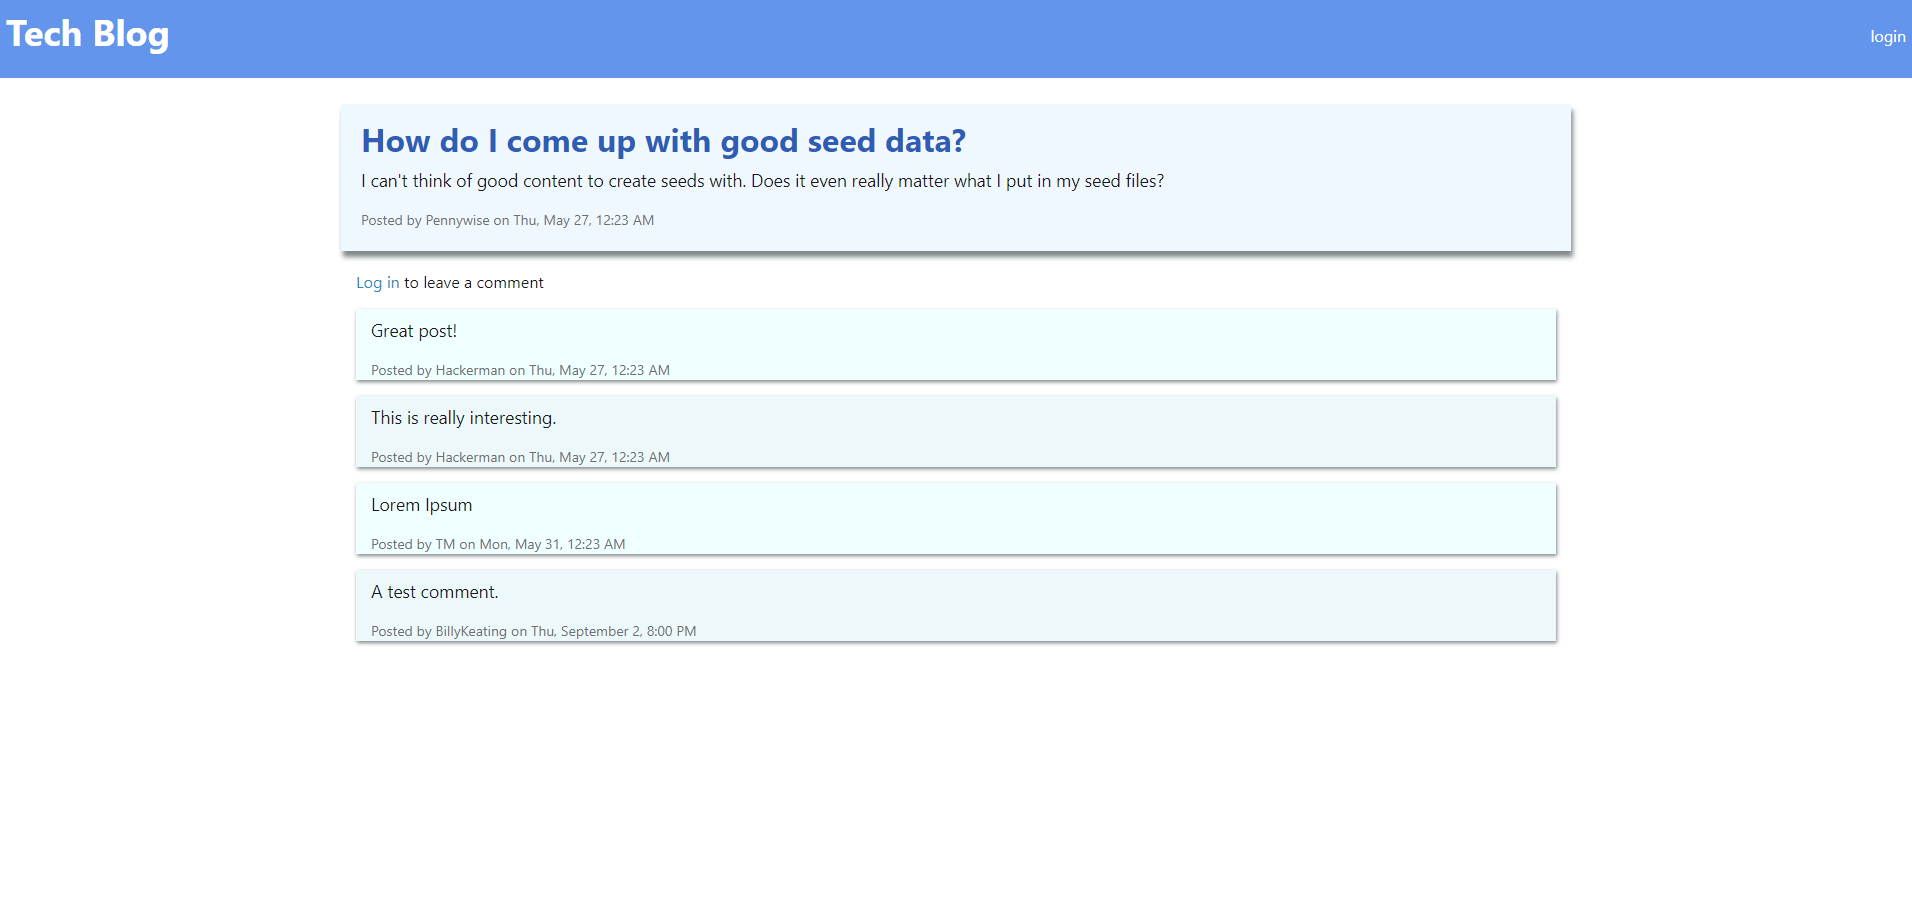 Tech Blog
login
How do I come up with good seed data?
I can't think of good content to create seeds with. Does it even really matter what I put in my seed files?
Posted by Pennywise on Thu, May 27, 12:23 AM
Log in to leave a comment
Great post!
Posted by Hackerman on Thu, May 27, 12:23 AM
This is really interesting.
Posted by Hackerman on Thu, May 27, 12:23 AM
Lorem Ipsum
Posted by TM on Mon, May 31, 12:23 AM
A test comment.
Posted by BillyKeating on Thu, September 2, 8:00 PM